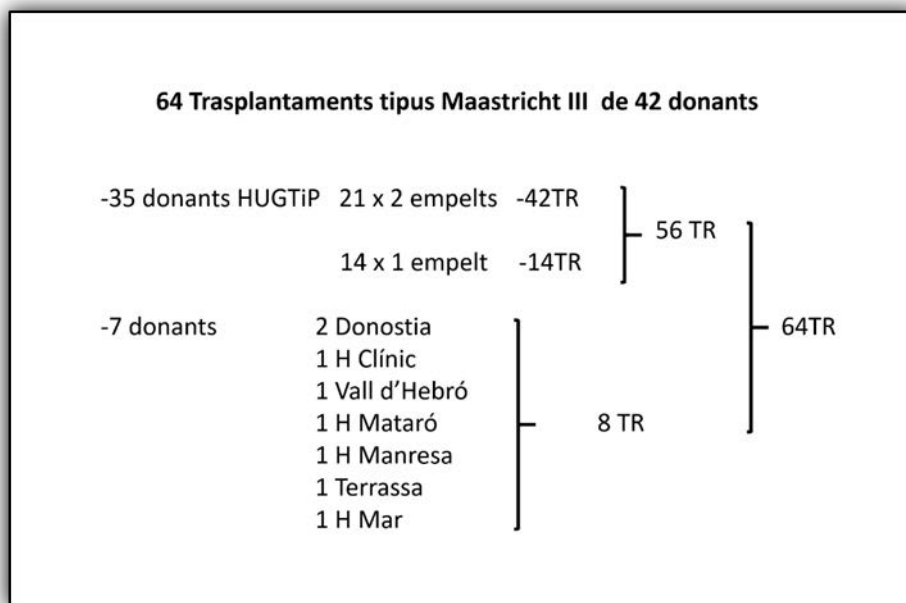 64 Trasplantaments tipus Maastricht III de 42 donants
-35 donants HUGTiP 21 x 2 empelts -42TR
56 TR
14 x 1 empelt -14TR
-7 donants 2 Donostia
64TR
1 H Clínic
1 Vall d’Hebró
1 H Mataró 8 TR
1 H Manresa
1 Terrassa
1 H Mar